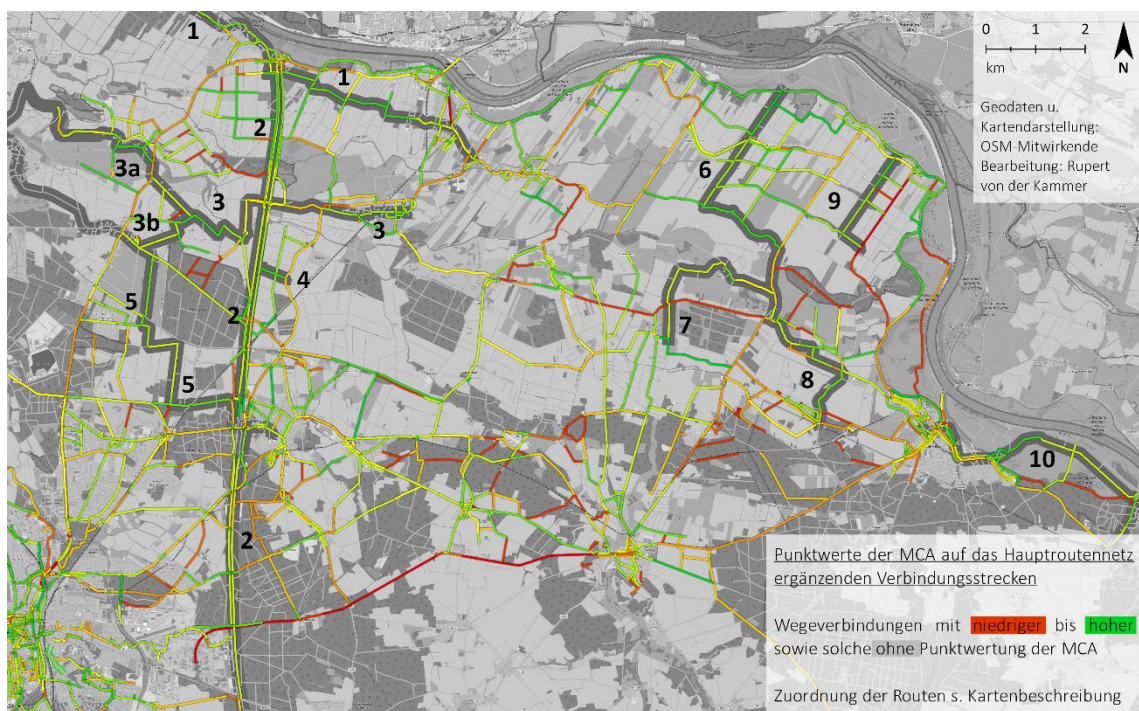 1
0 1 2
km
N
1
Geodaten u.
Kartendarstellung:
OSM-Mitwirkende
Bearbeitung: Rupert
von der Kammer
2
3a
6
3
9
3b
3
4
5
2
7
5
8
10
2
Punktwerte der MCA auf das Hauptroutennetz
ergänzenden Verbindungsstrecken
Wegeverbindungen mit niedriger bis hoher
sowie solche ohne Punktwertung der MCA
Zuordnung der Routen s. Kartenbeschreibung